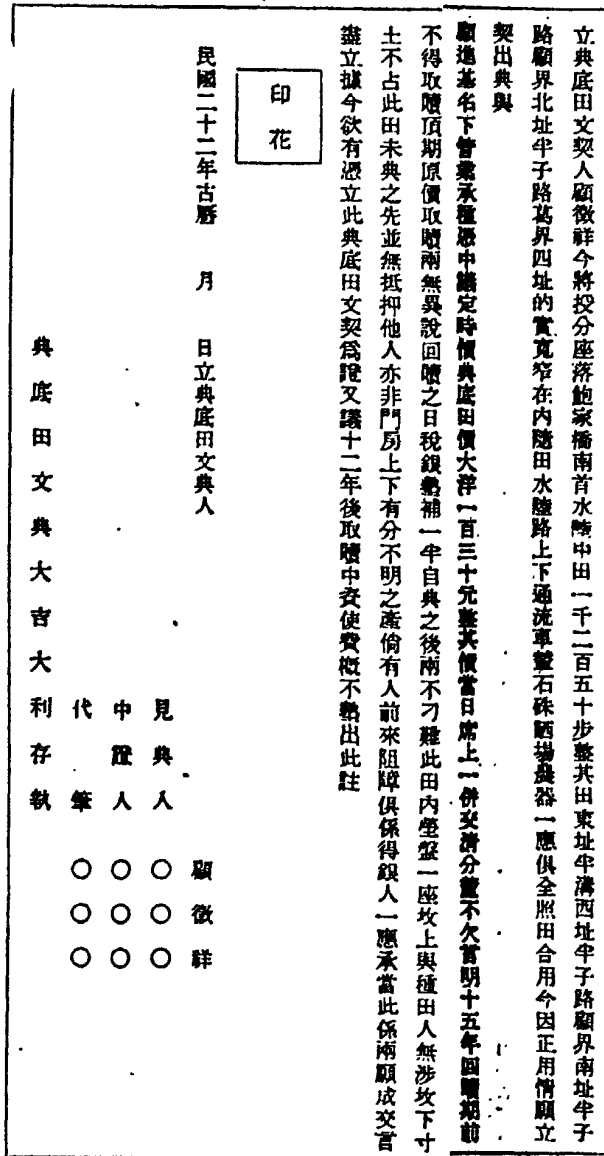 立典底田文契人顧徵祥今將授分座落鮑家橋南首水陸中田一千二百五十步整其田東址半溝西址半子路顧界南址半子
路顧界北址半子路葛界四址的實寬窄在內隨田水陸路上下通流車蓬石硃晒場農器一應俱全照田合用今因正用情願立
契出典與
顧進基名下管業承種憑中議定時價典底田價大洋一百三十元整其價當日席上一併交清分釐不欠言明十五年回贖期前
不得取贖頂期原價取贖兩無異說回贖之日稅銀熟補一半自典之後兩不刁難此田內塋盤一座坟上與種田人無涉坟下寸
土不占此田未典之先並無抵押他人亦非門房上下有分不明之產倘有人前來阻障俱係得銀人一應承當此係兩願成交言
盡立據今欲有憑立此典底田文契為證又議十二年後取贖中資使費概不熟出此註
印花
民國二十二年古曆 月 日立典底田文典人 顧徵祥
見典人 〇〇〇
中證人 〇〇〇
代筆 〇〇〇
典底田文典大吉大利存執